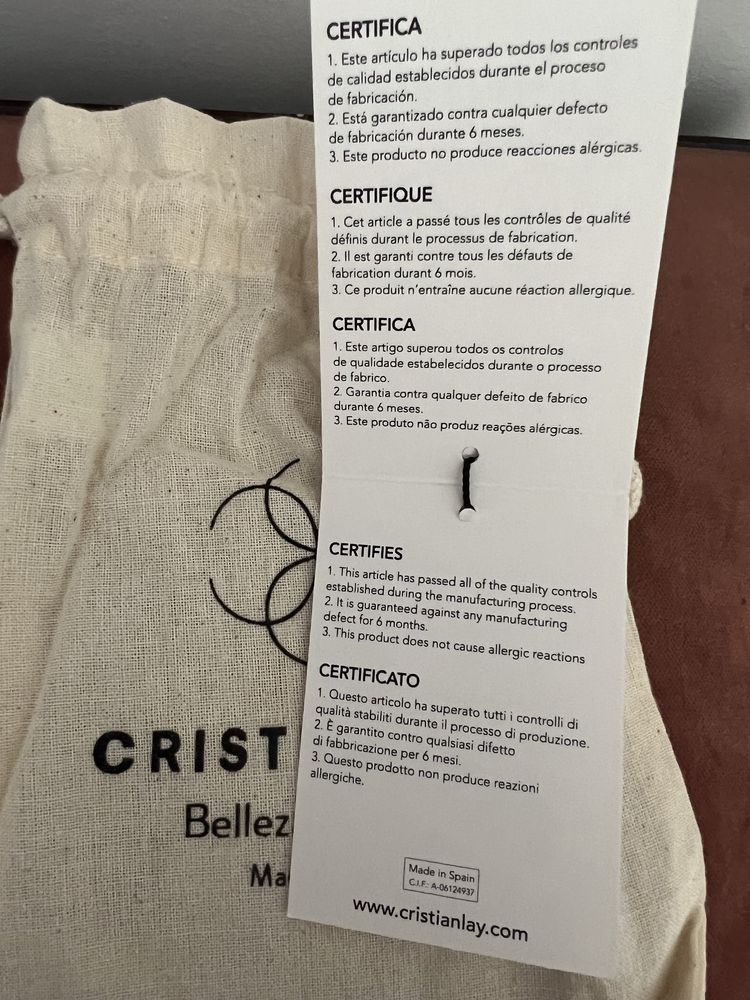 CERTIFICA
1. Este artículo ha superado todos los controles
de calidad establecidos durante el proceso
de fabricación.
2. Está garantizado contra cualquier defecto
de fabricación durante 6 meses.
3. Este producto no produce reacciones alérgicas.
CERTIFIQUE
1. Cet article a passé tous les contrôles de qualité
définis durant le processus de fabrication.
2. Il est garanti contre tous les défauts de
fabrication durant 6 mois.
3. Ce produit n'entraîne aucune réaction allergique.
CERTIFICA
1. Este artigo superou todos os controlos
de qualidade estabelecidos durante o processo
de fabrico.
2. Garantia contra qualquer defeito de fabrico
durante 6 meses.
3. Este produto não produz reações alérgicas.
CERTIFIES
1. This article has passed all of the quality controls
established during the manufacturing process.
2. It is guaranteed against any manufacturing
defect for 6 months.
3. This product does not cause allergic reactions
CERTIFICATO
1. Questo articolo ha superato tutti i controlli di
qualità stabiliti durante il processo di produzione.
2. È garantito contro qualsiasi difetto
di fabbricazione per 6 mesi.
3. Questo prodotto non produce reazioni
allergiche.
Made in Spain
C.I.F.: A-06124937
www.cristianlay.com
CRIST
Bellez
Ma